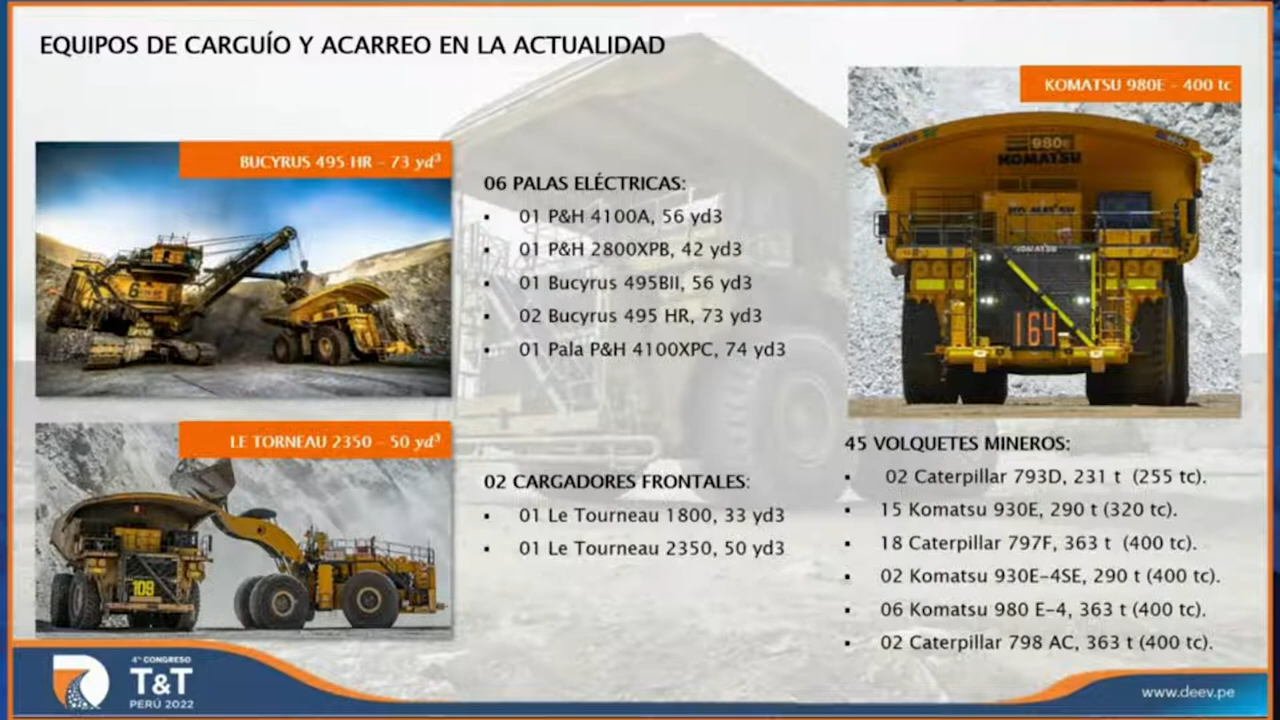 EQUIPOS DE CARGUÍO Y ACARREO EN LA ACTUALIDAD
BUCYRUS 495 HR – 73 yd³
6
LE TORNEAU 2350 – 50 yd³
109
06 PALAS ELÉCTRICAS:
▪ 01 P&H 4100A, 56 yd3
▪ 01 P&H 2800XPB, 42 yd3
▪ 01 Bucyrus 495BII, 56 yd3
▪ 02 Bucyrus 495 HR, 73 yd3
▪ 01 Pala P&H 4100XPC, 74 yd3
02 CARGADORES FRONTALES:
▪ 01 Le Tourneau 1800, 33 yd3
▪ 01 Le Tourneau 2350, 50 yd3
KOMATSU 980E – 400 tc
980E
KOMATSU
KOMATSU
KOMATSU
164
45 VOLQUETES MINEROS:
▪ 02 Caterpillar 793D, 231 t (255 tc).
▪ 15 Komatsu 930E, 290 t (320 tc).
▪ 18 Caterpillar 797F, 363 t (400 tc).
▪ 02 Komatsu 930E-4SE, 290 t (400 tc).
▪ 06 Komatsu 980 E-4, 363 t (400 tc).
▪ 02 Caterpillar 798 AC, 363 t (400 tc).
4° CONGRESO
T&T
PERÚ 2022
www.deev.pe